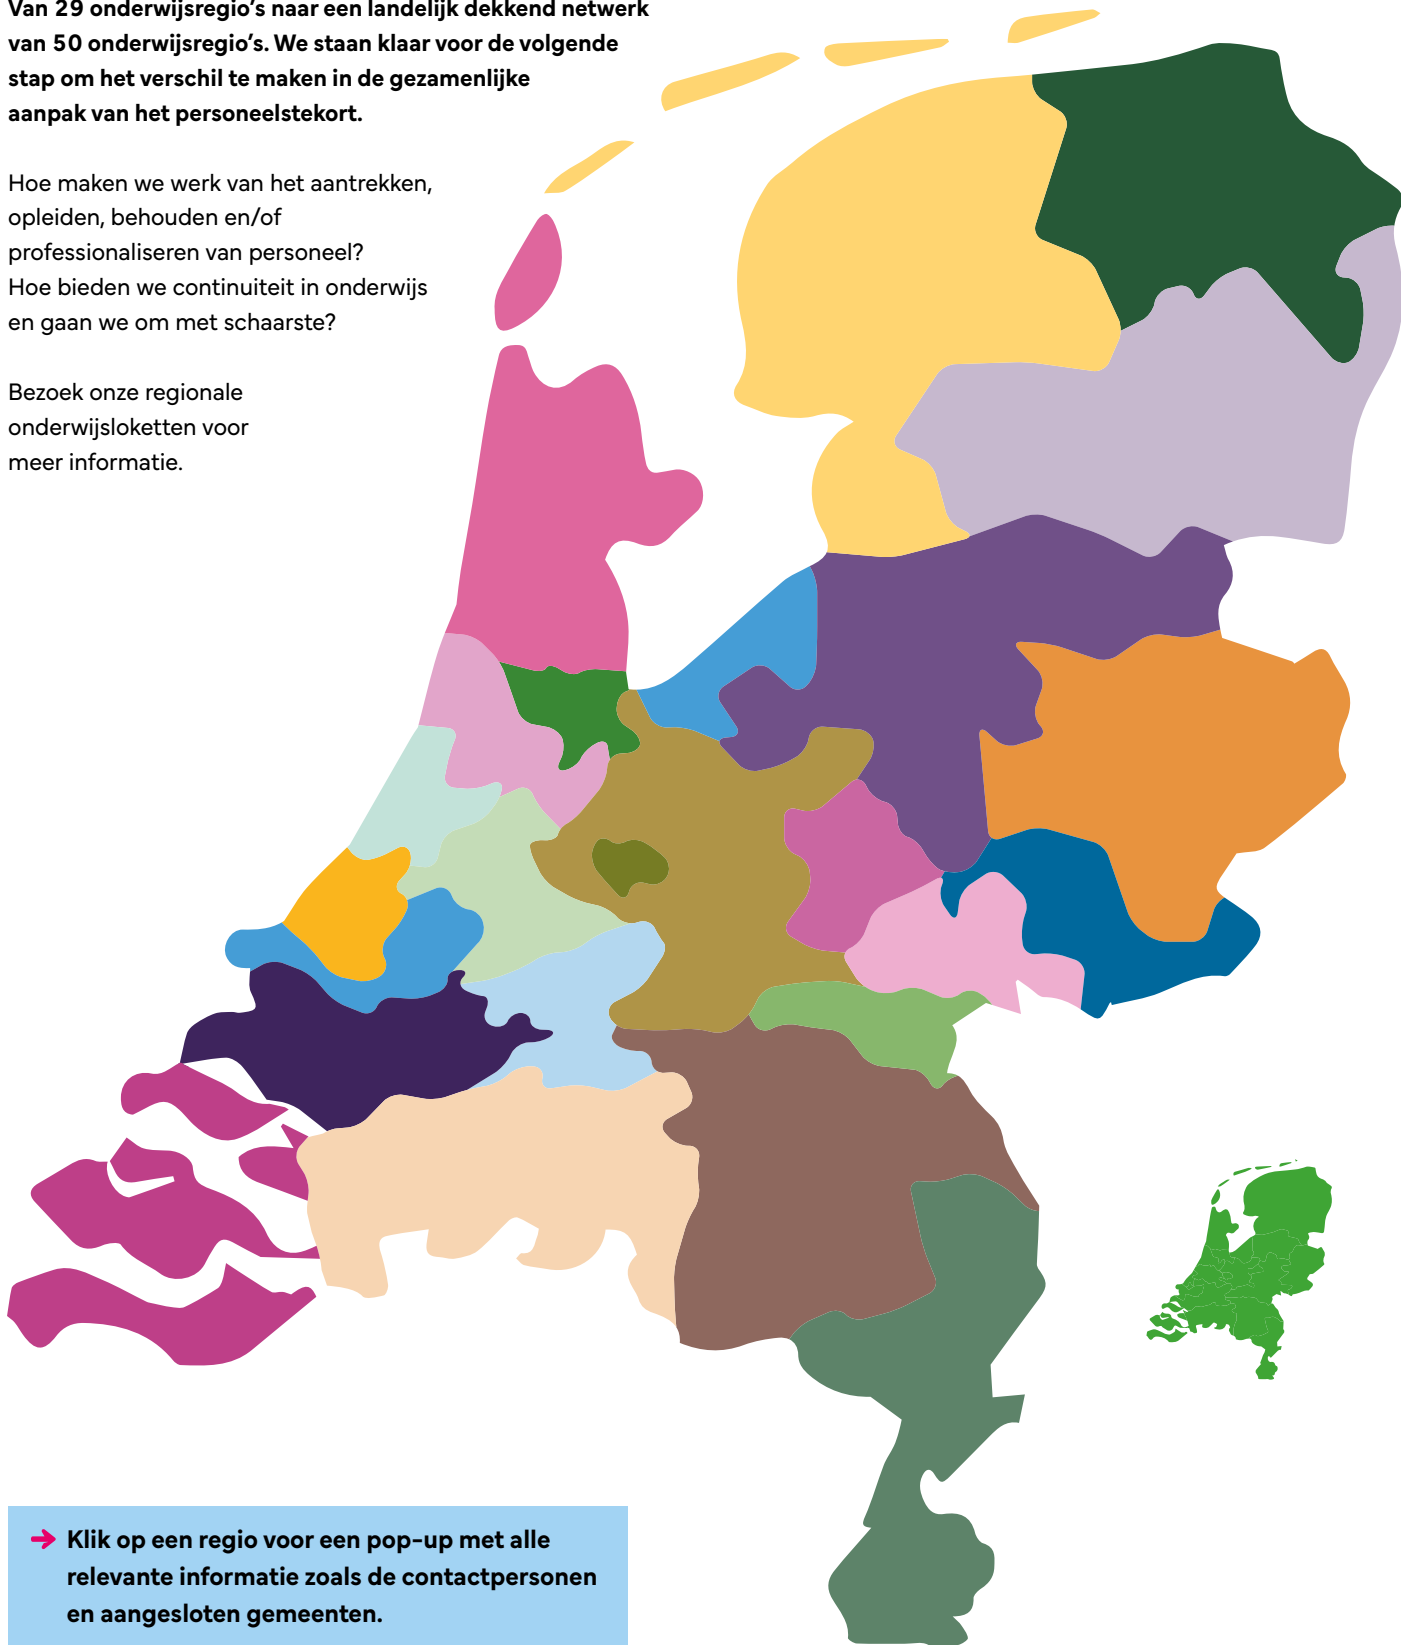 Van 29 onderwijsregio's naar een landelijk dekkend netwerk
van 50 onderwijsregio's. We staan klaar voor de volgende
stap om het verschil te maken in de gezamenlijke
aanpak van het personeelstekort.
Hoe maken we werk van het aantrekken,
opleiden, behouden en/of
professionaliseren van personeel?
Hoe bieden we continuiteit in onderwijs
en gaan we om met schaarste?
Bezoek onze regionale
onderwijsloketten voor
meer informatie.
Klik op een regio voor een pop-up met alle
relevante informatie zoals de contactpersonen
en aangesloten gemeenten.